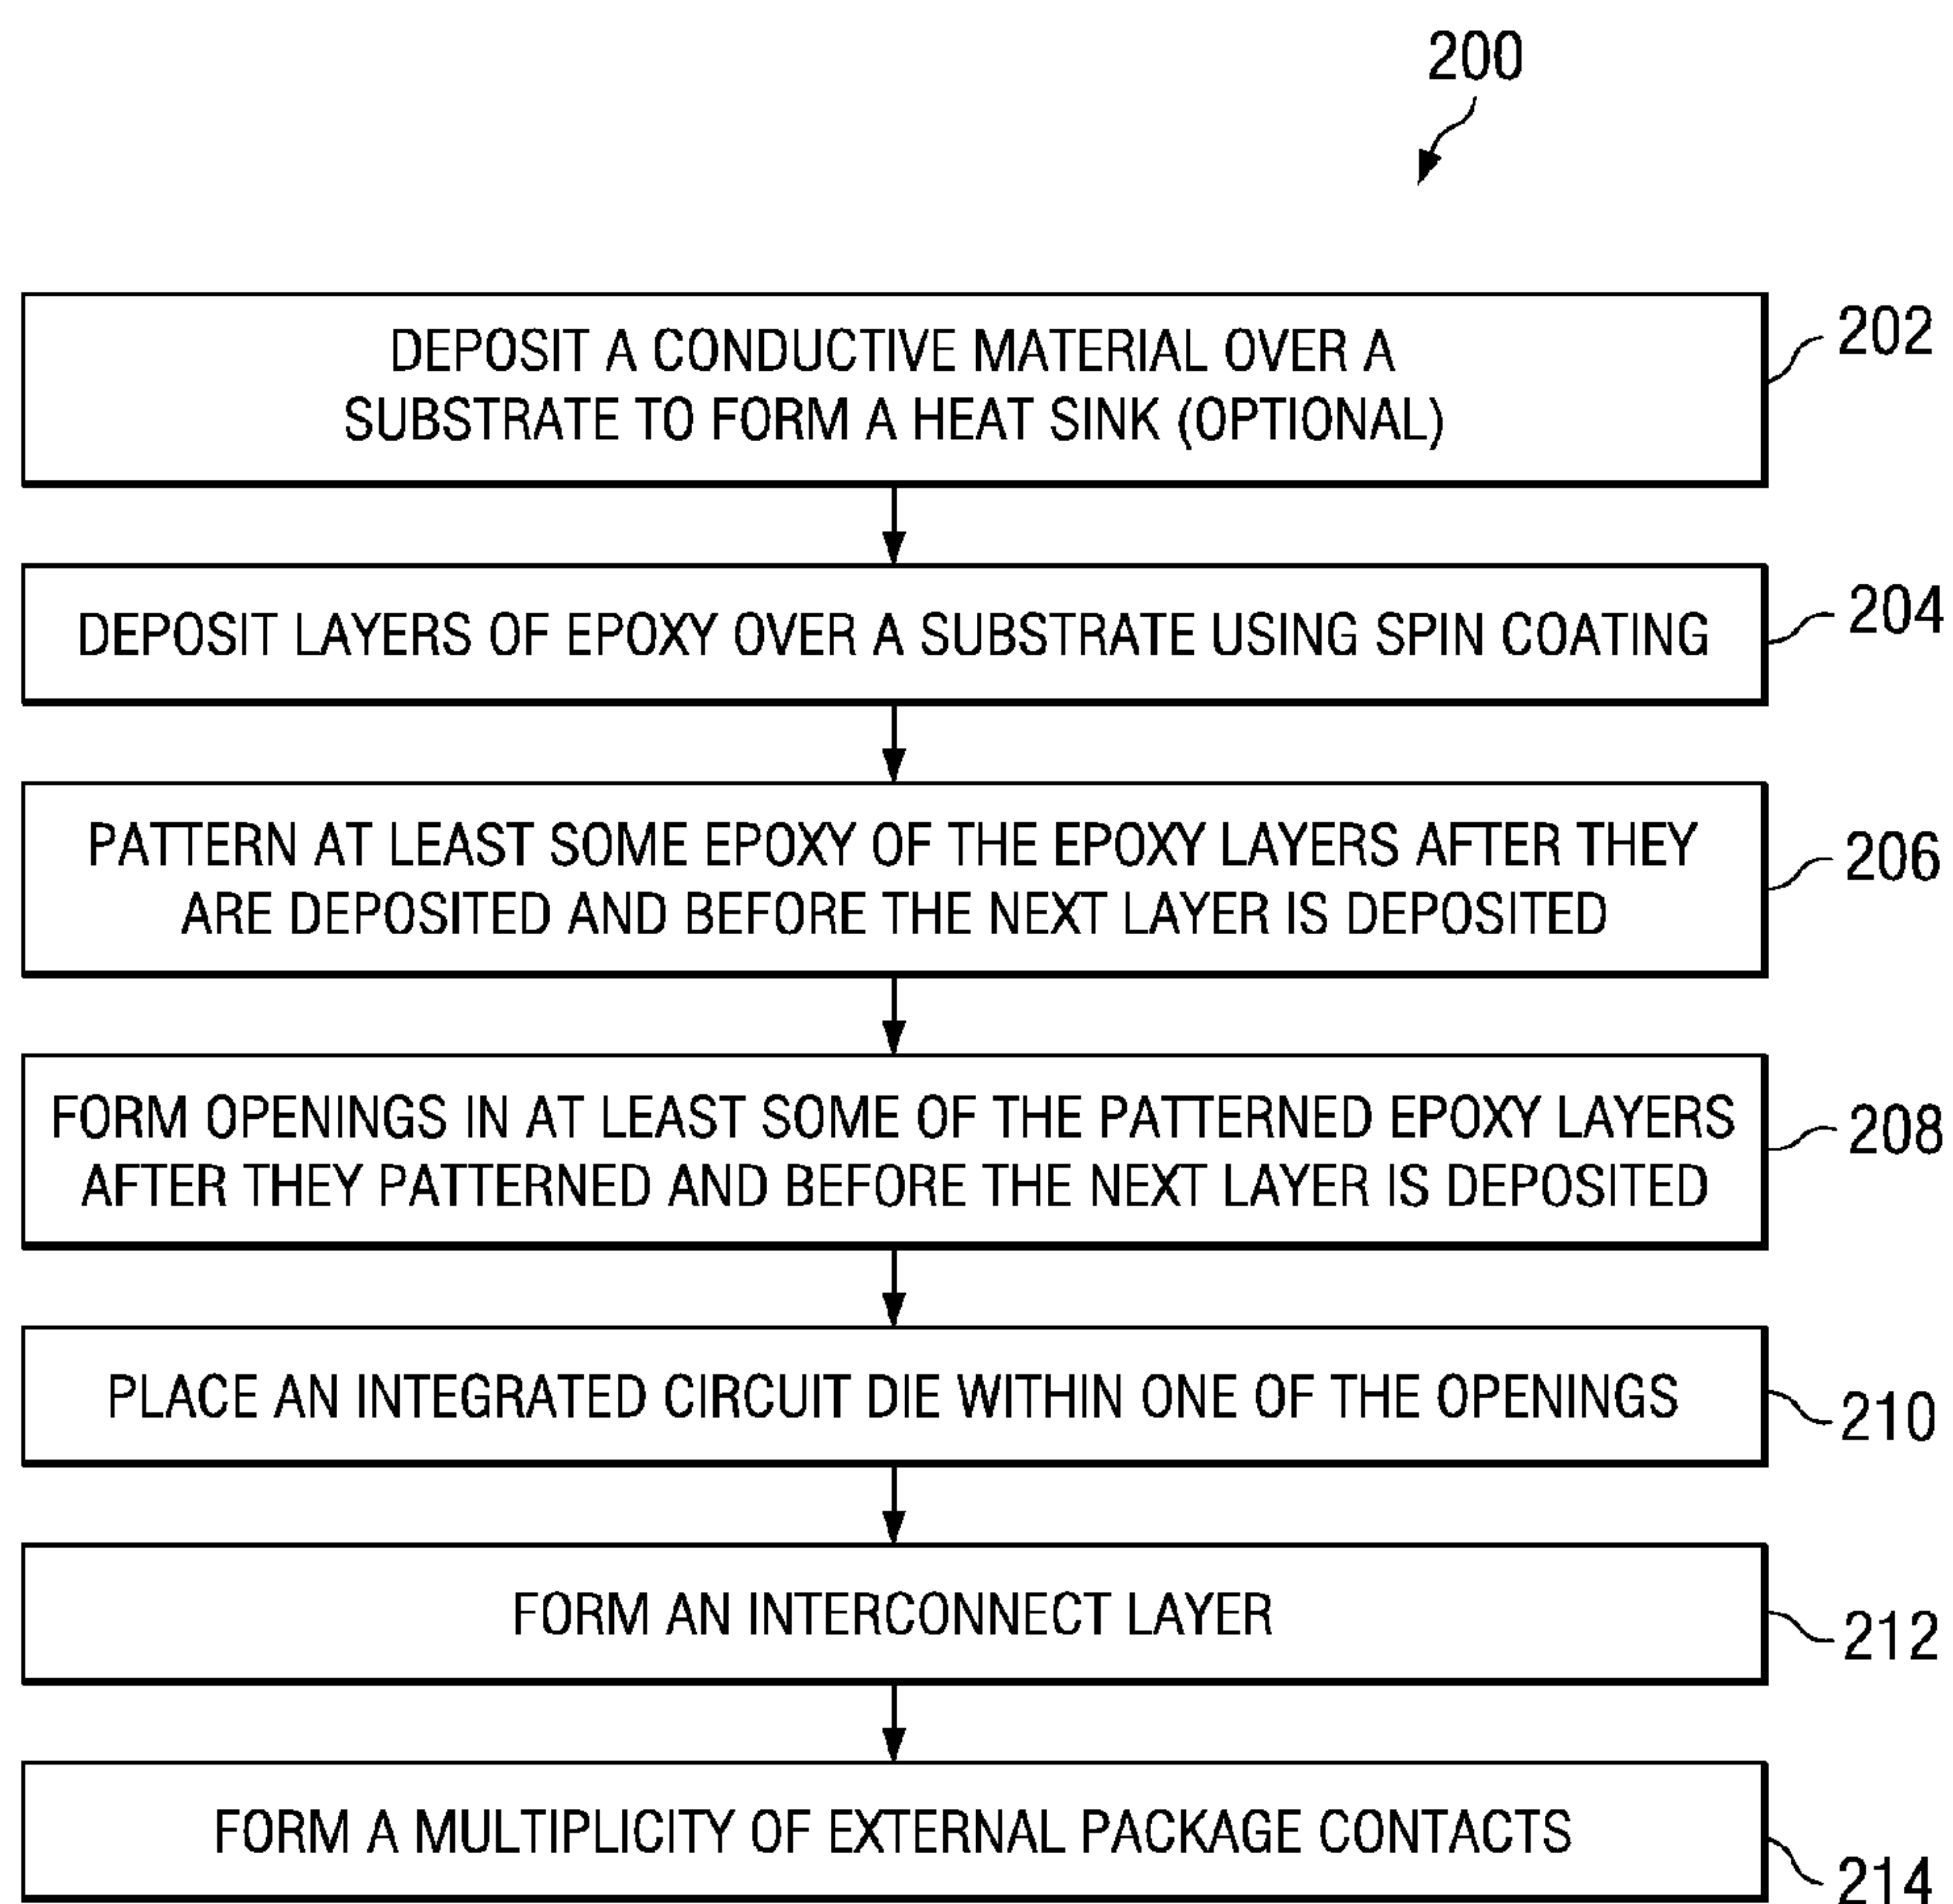 200
DEPOSIT A CONDUCTIVE MATERIAL OVER A
SUBSTRATE TO FORM A HEAT SINK (OPTIONAL)
202
DEPOSIT LAYERS OF EPOXY OVER A SUBSTRATE USING SPIN COATING
204
PATTERN AT LEAST SOME EPOXY OF THE EPOXY LAYERS AFTER THEY
ARE DEPOSITED AND BEFORE THE NEXT LAYER IS DEPOSITED
206
FORM OPENINGS IN AT LEAST SOME OF THE PATTERNED EPOXY LAYERS
AFTER THEY PATTERNED AND BEFORE THE NEXT LAYER IS DEPOSITED
208
PLACE AN INTEGRATED CIRCUIT DIE WITHIN ONE OF THE OPENINGS
210
FORM AN INTERCONNECT LAYER
212
FORM A MULTIPLICITY OF EXTERNAL PACKAGE CONTACTS
214